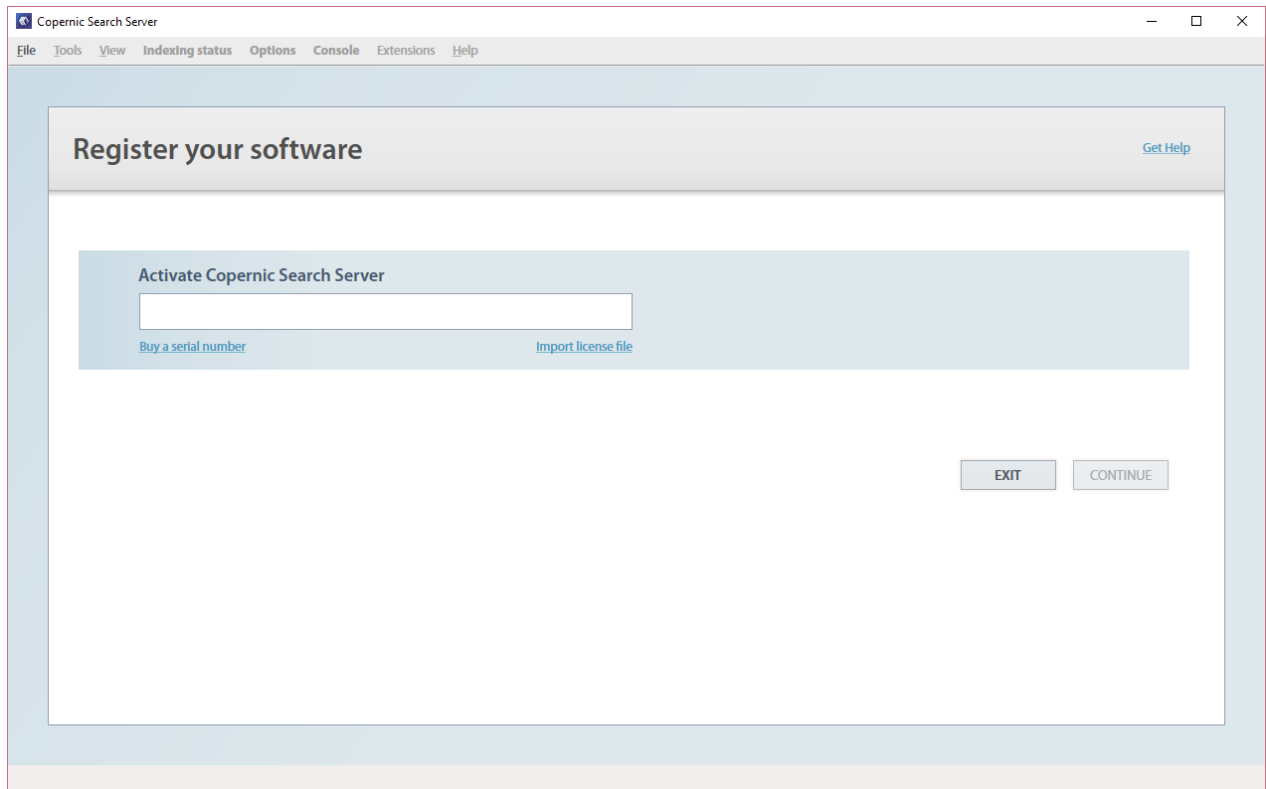 Copernic Search Server
File Tools View Indexing status Options Console Extensions Help
Register your software
Get Help
Activate Copernic Search Server
Buy a serial number Import license file
EXIT CONTINUE